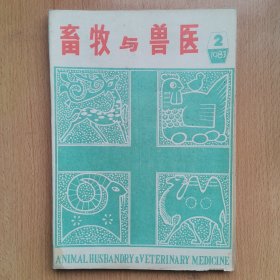 畜牧与兽医
2
1983
ANIMAL HUSBANDRY & VETERINARY MEDICINE